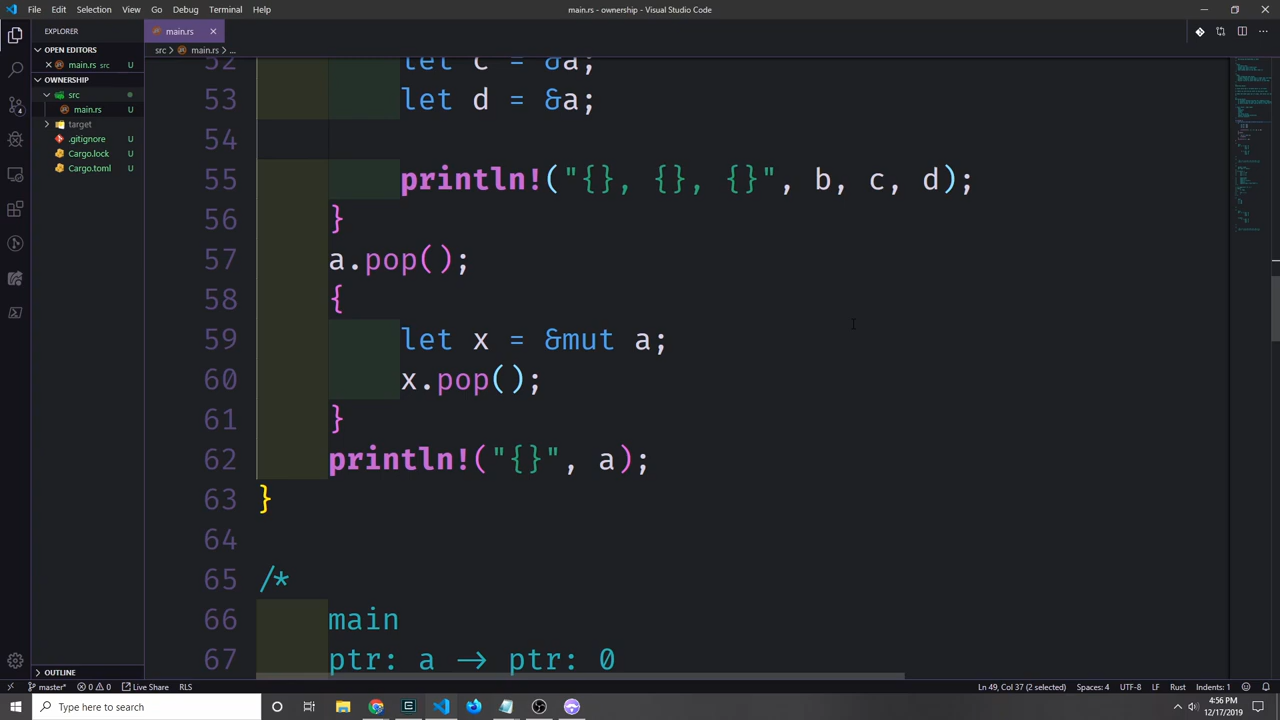 File Edit Selection View Go Debug Terminal Help
main.rs - ownership - Visual Studio Code
EXPLORER
main.rs
src > main.rs > ...
OPEN EDITORS
main.rs src U
OWNERSHIP
src
main.rs U
target
.gitignore U
Cargo.lock U
Cargo.toml U
OUTLINE
52 let c = &a;
53 let d = &a;
54
55 println!("{}, {}, {}", b, c, d);
56 }
57 a.pop();
58 {
59 let x = &mut a;
60 x.pop();
61 }
62 println!("{}", a);
63 }
64
65 /*
66 main
67 ptr: a -> ptr: 0
master* 0 0 Live Share RLS
Ln 49, Col 37 (2 selected) Spaces: 4 UTF-8 LF Rust Indents: 1
Type here to search
4:56 PM
12/17/2019